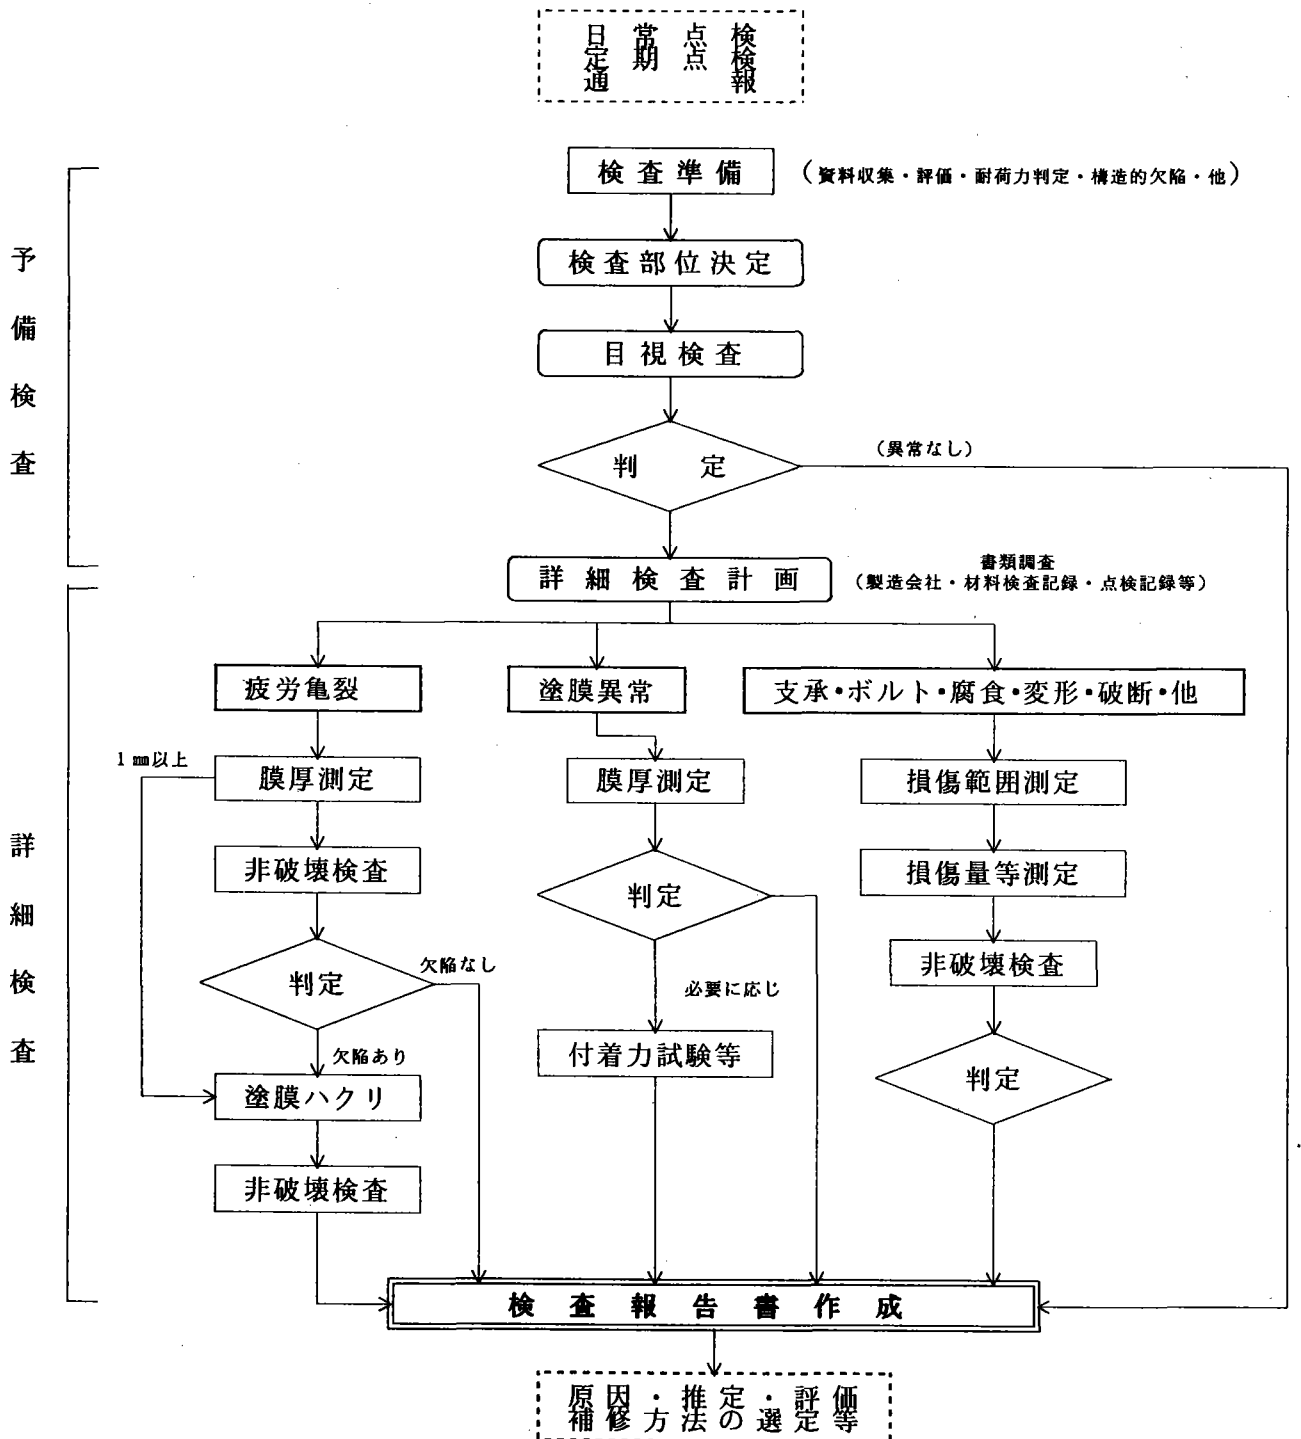 日常点検
定期点検
通報
検査準備
（資料収集・評価・耐荷力判定・構造的欠陥・他）
予備検査
検査部位決定
目視検査
判定
（異常なし）
詳細検査計画
書類調査
（製造会社・材料検査記録・点検記録等）
詳細検査
疲労亀裂
塗膜異常
支承・ボルト・腐食・変形・破断・他
1㎜以上
膜厚測定
膜厚測定
損傷範囲測定
非破壊検査
判定
損傷量等測定
判定
欠陥なし
必要に応じ
非破壊検査
欠陥あり
付着力試験等
判定
塗膜ハクリ
非破壊検査
検査報告書作成
原因・推定・評価
補修方法の選定等